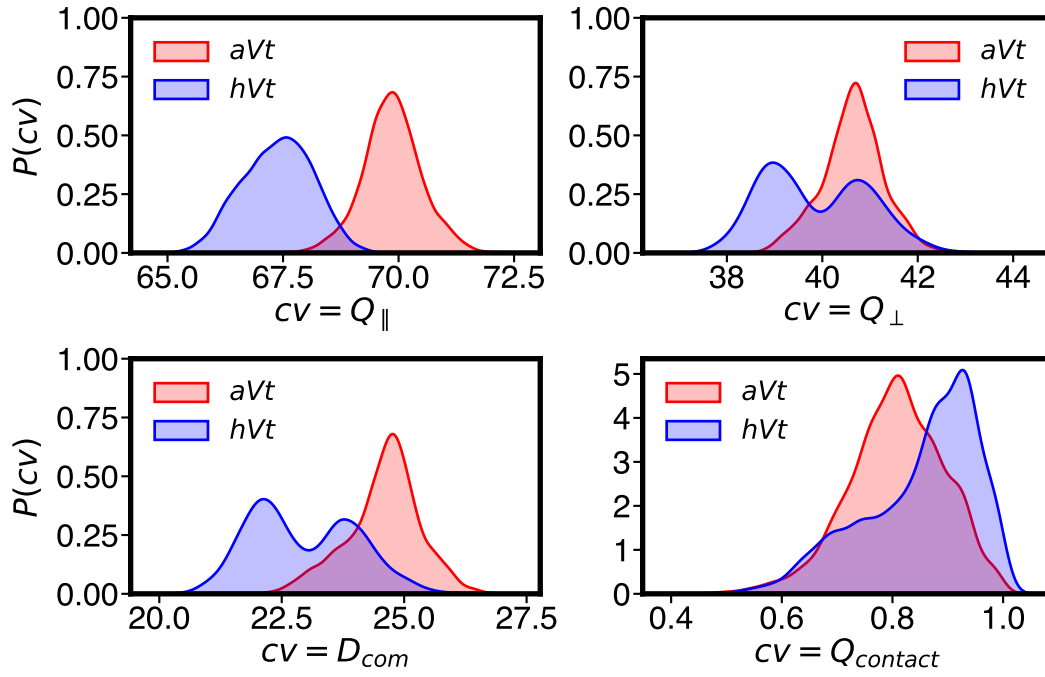 1.00
0.75
0.50
0.25
0.00
P(cv)
aVt
hVt
65.0 67.5 70.0 72.5
cv = Q∥
1.00
0.75
0.50
0.25
0.00
aVt
hVt
38 40 42 44
cv = Q⊥
1.00
0.75
0.50
0.25
0.00
P(cv)
aVt
hVt
20.0 22.5 25.0 27.5
cv = D_com
5
4
3
2
1
0
aVt
hVt
0.4 0.6 0.8 1.0
cv = Q_contact